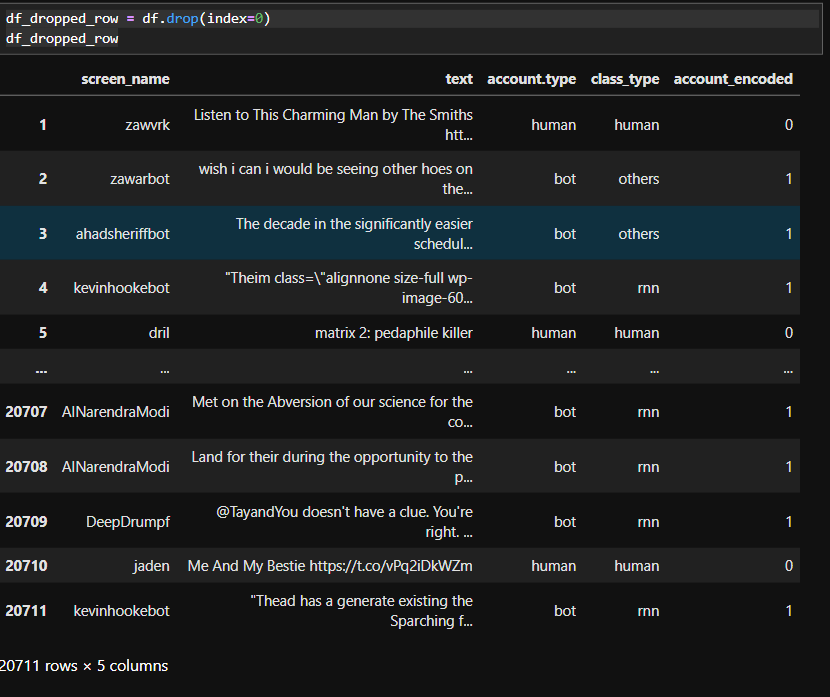 df_dropped_row = df.drop(index=0)
df_dropped_row
screen_name text account.type class_type account_encoded
1 zawvrk Listen to This Charming Man by The Smiths htt... human human 0
2 zawarbot wish i can i would be seeing other hoes on the... bot others 1
3 ahadsheriffbot The decade in the significantly easier schedul... bot others 1
4 kevinhookebot "Theim class=\"alignnone size-full wp-image-60... bot rnn 1
5 dril matrix 2: pedaphile killer human human 0
... ... ... ... ... ...
20707 AINarendraModi Met on the Abversion of our science for the co... bot rnn 1
20708 AINarendraModi Land for their during the opportunity to the p... bot rnn 1
20709 DeepDrumpf @TayandYou doesn't have a clue. You're right. ... bot rnn 1
20710 jaden Me And My Bestie https://t.co/vPq2iDkWZm human human 0
20711 kevinhookebot "Thead has a generate existing the Sparching f... bot rnn 1
20711 rows × 5 columns